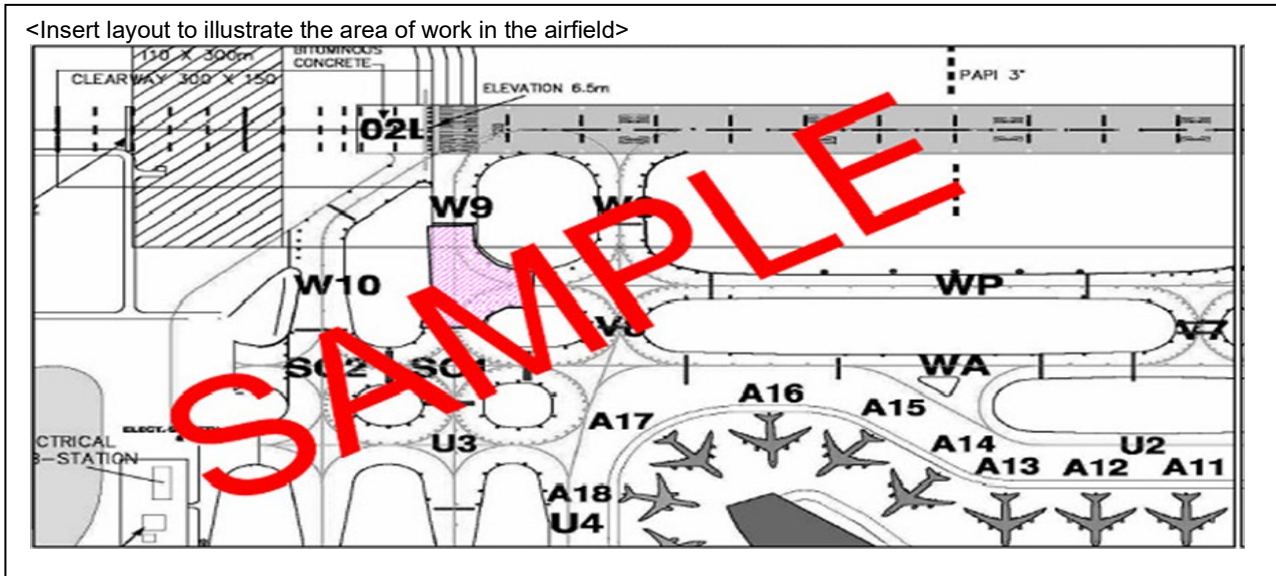 <Insert layout to illustrate the area of work in the airfield>
110 X 300m
BITUMINOUS
CONCRETE
CLEARWAY 300 X 150
ELEVATION 6.5m
PAPI 3°
02L
W9
W10
WP
SC2
SC1
V7
WA
A16
A15
A17
A14
U2
A13
A12
A11
U3
A18
U4
CTRICAL
B-STATION
SAMPLE